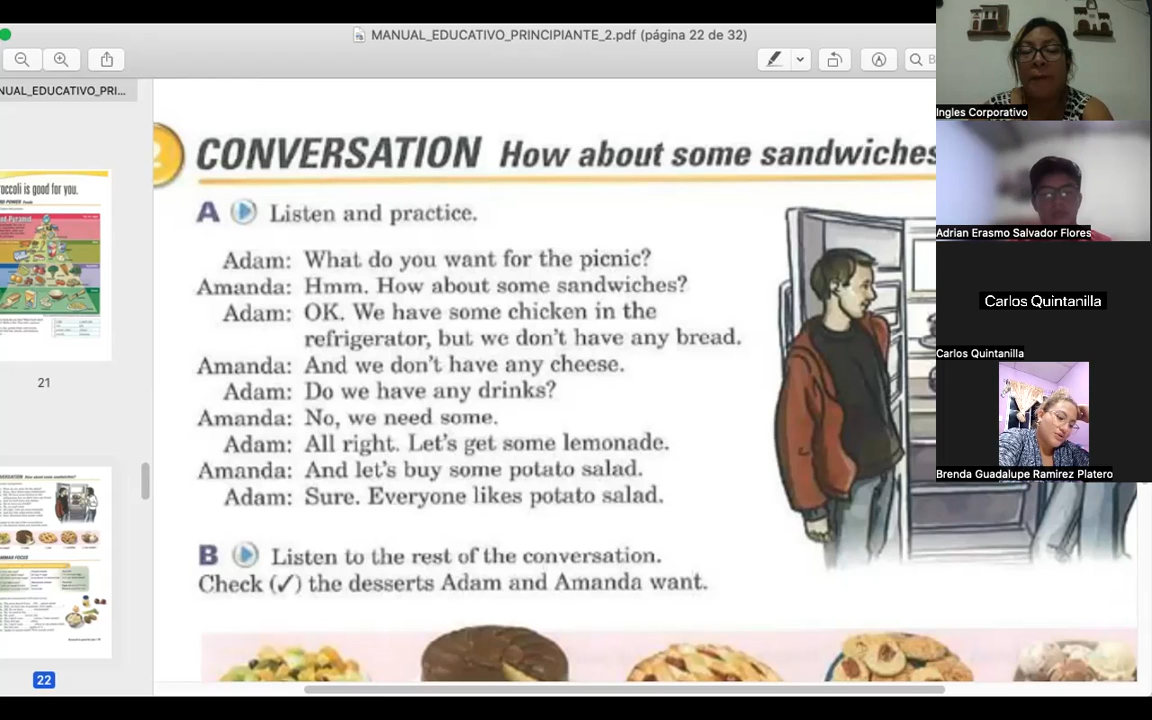 MANUAL_EDUCATIVO_PRINCIPIANTE_2.pdf (página 22 de 32)
NUAL_EDUCATIVO_PRI...
roccoli is good for you.
21
22
CONVERSATION How about some sandwiches
A Listen and practice.
Adam: What do you want for the picnic?
Amanda: Hmm. How about some sandwiches?
Adam: OK. We have some chicken in the
refrigerator, but we don't have any bread.
Amanda: And we don't have any cheese.
Adam: Do we have any drinks?
Amanda: No, we need some.
Adam: All right. Let's get some lemonade.
Amanda: And let's buy some potato salad.
Adam: Sure. Everyone likes potato salad.
B Listen to the rest of the conversation.
Check (✓) the desserts Adam and Amanda want.
Ingles Corporativo
Adrian Erasmo Salvador Flores
Carlos Quintanilla
Carlos Quintanilla
Brenda Guadalupe Ramirez Platero